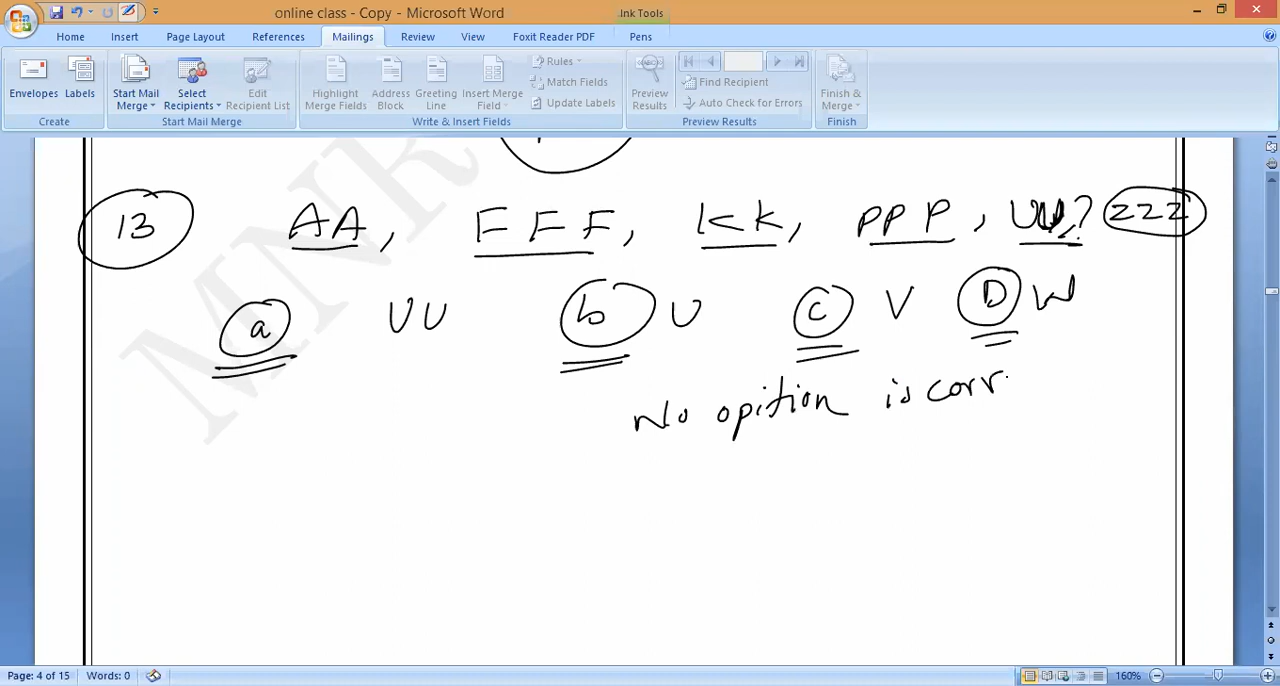 online class - Copy - Microsoft Word
Ink Tools
Home Insert Page Layout References Mailings Review View Foxit Reader PDF Pens
Envelopes Labels Start Mail Merge Select Recipients Edit Recipient List Highlight Merge Fields Address Block Greeting Line Insert Merge Field Rules Match Fields Update Labels Preview Results Find Recipient Auto Check for Errors Finish & Merge
Create Start Mail Merge Write & Insert Fields Preview Results Finish
MNR
13 AA, FFF, KK, PPP, UU,? ZZZ
a UU b U c V D W
No opition is corr
Page: 4 of 15 Words: 0 160%